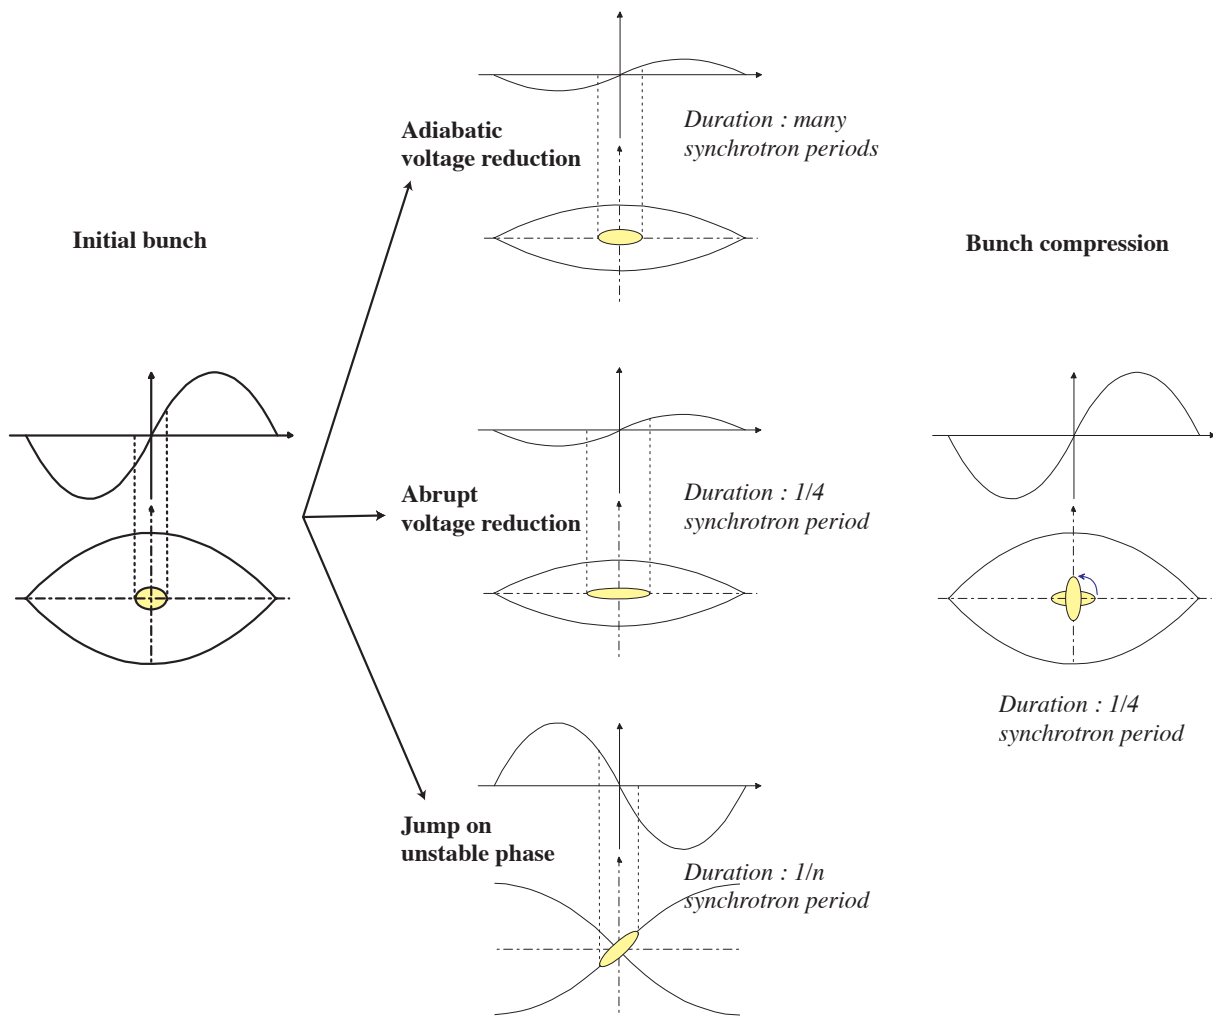 Initial bunch
Adiabatic
voltage reduction
Duration : many
synchrotron periods
Abrupt
voltage reduction
Duration : 1/4
synchrotron period
Jump on
unstable phase
Duration : 1/n
synchrotron period
Bunch compression
Duration : 1/4
synchrotron period